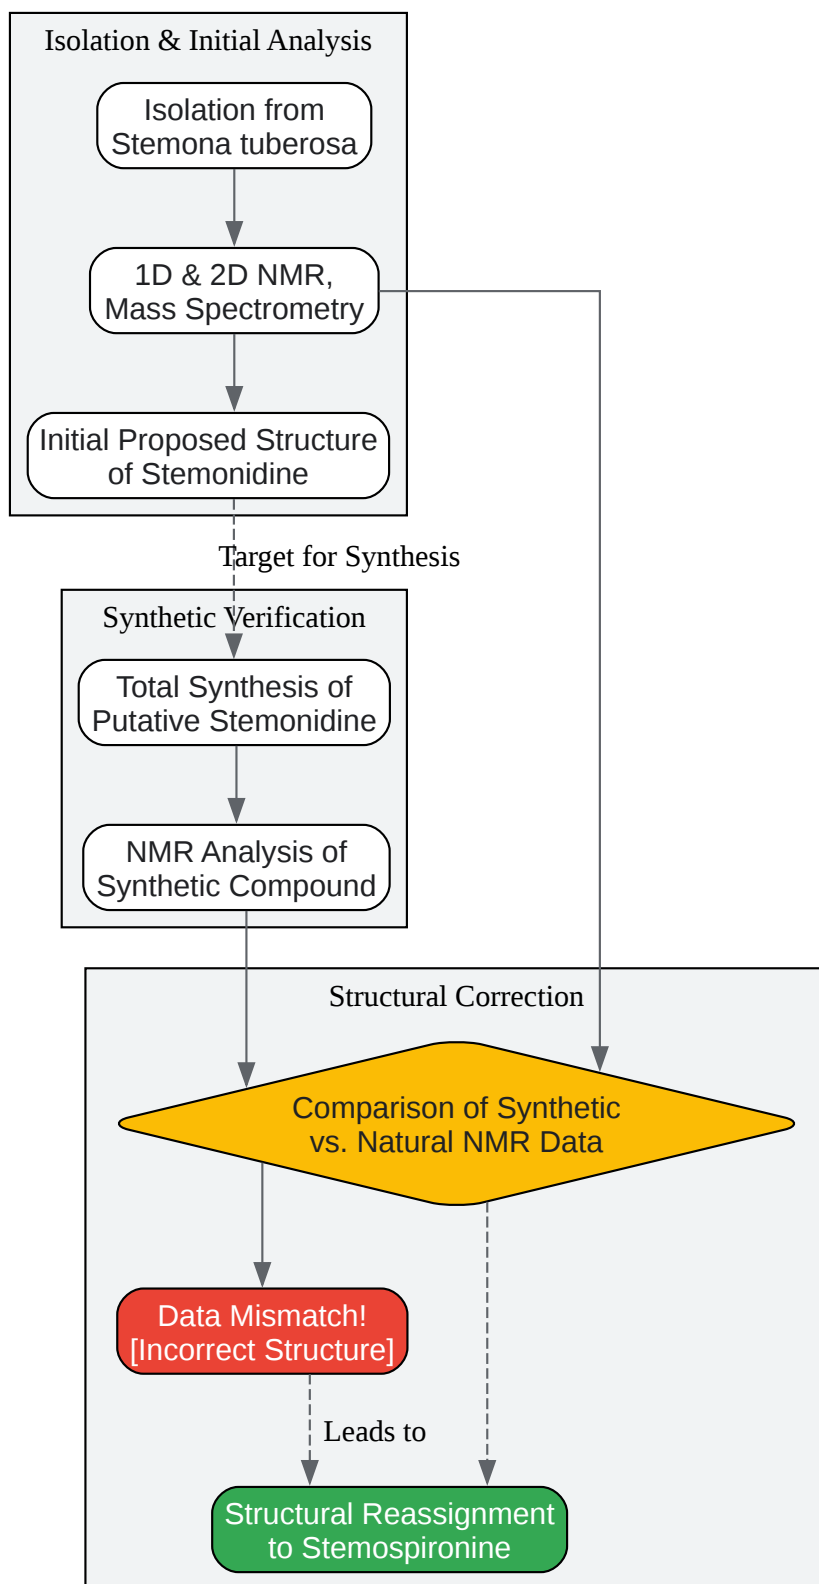 Isolation & Initial Analysis
Isolation from
Stemona tuberosa
1D & 2D NMR,
Mass Spectrometry
Initial Proposed Structure
of Stemonidine
Target for Synthesis
Synthetic Verification
Total Synthesis of
Putative Stemonidine
NMR Analysis of
Synthetic Compound
Structural Correction
Comparison of Synthetic
vs. Natural NMR Data
Data Mismatch!
[Incorrect Structure]
Leads to
Structural Reassignment
to Stemospironine